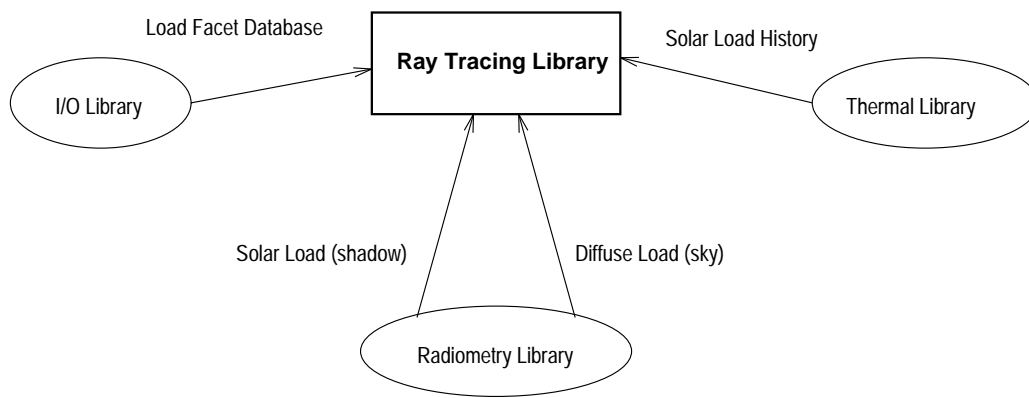 Load Facet Database
Solar Load History
Ray Tracing Library
I/O Library
Thermal Library
Solar Load (shadow)
Diffuse Load (sky)
Radiometry Library